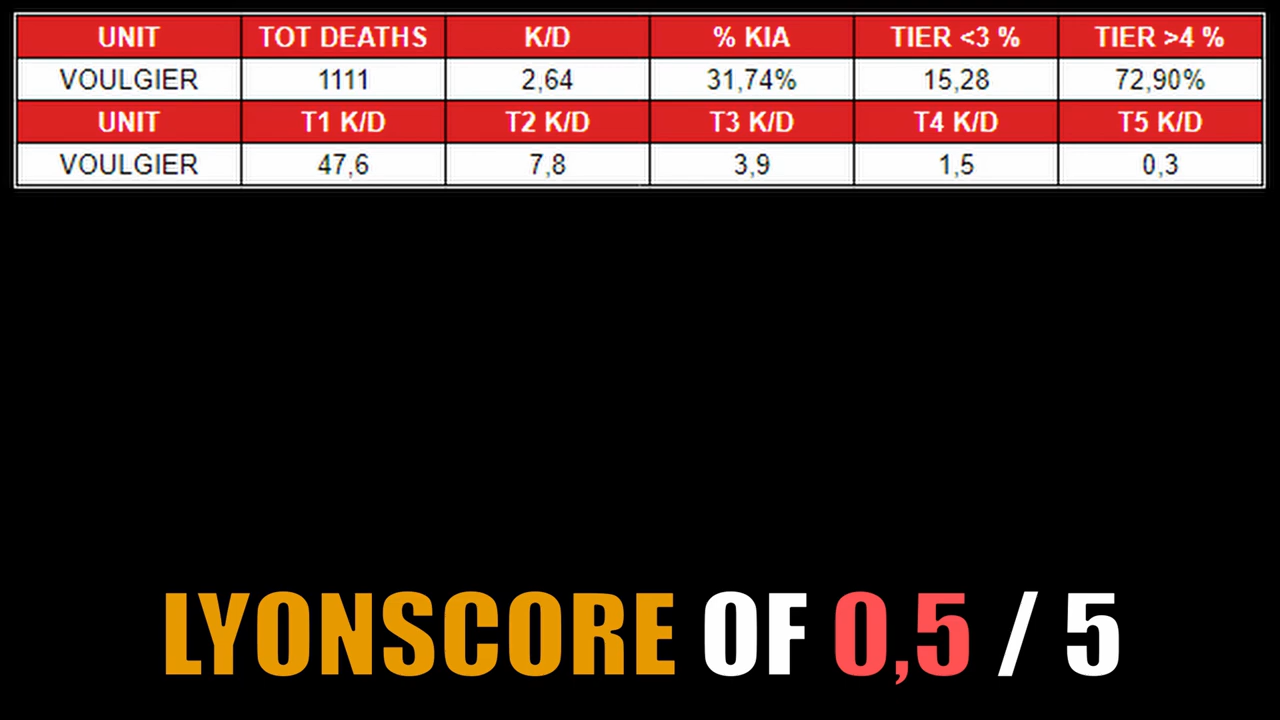 UNIT TOT DEATHS K/D % KIA TIER <3 % TIER >4 %
VOULGIER 1111 2,64 31,74% 15,28 72,90%
UNIT T1 K/D T2 K/D T3 K/D T4 K/D T5 K/D
VOULGIER 47,6 7,8 3,9 1,5 0,3
LYONSCORE OF 0,5 / 5